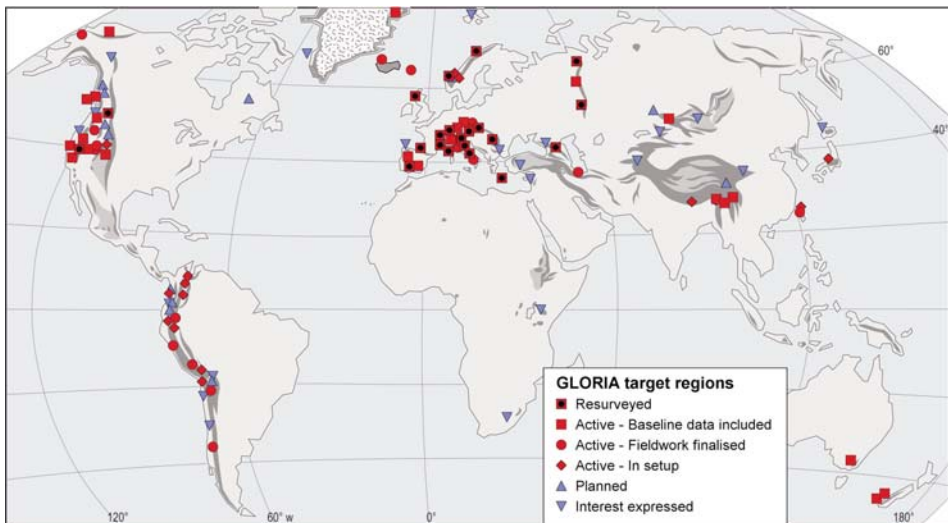 60°
40°
GLORIA target regions
Resurveyed
Active - Baseline data included
Active - Fieldwork finalised
Active - In setup
Planned
Interest expressed
120°
60° w
0°
180°